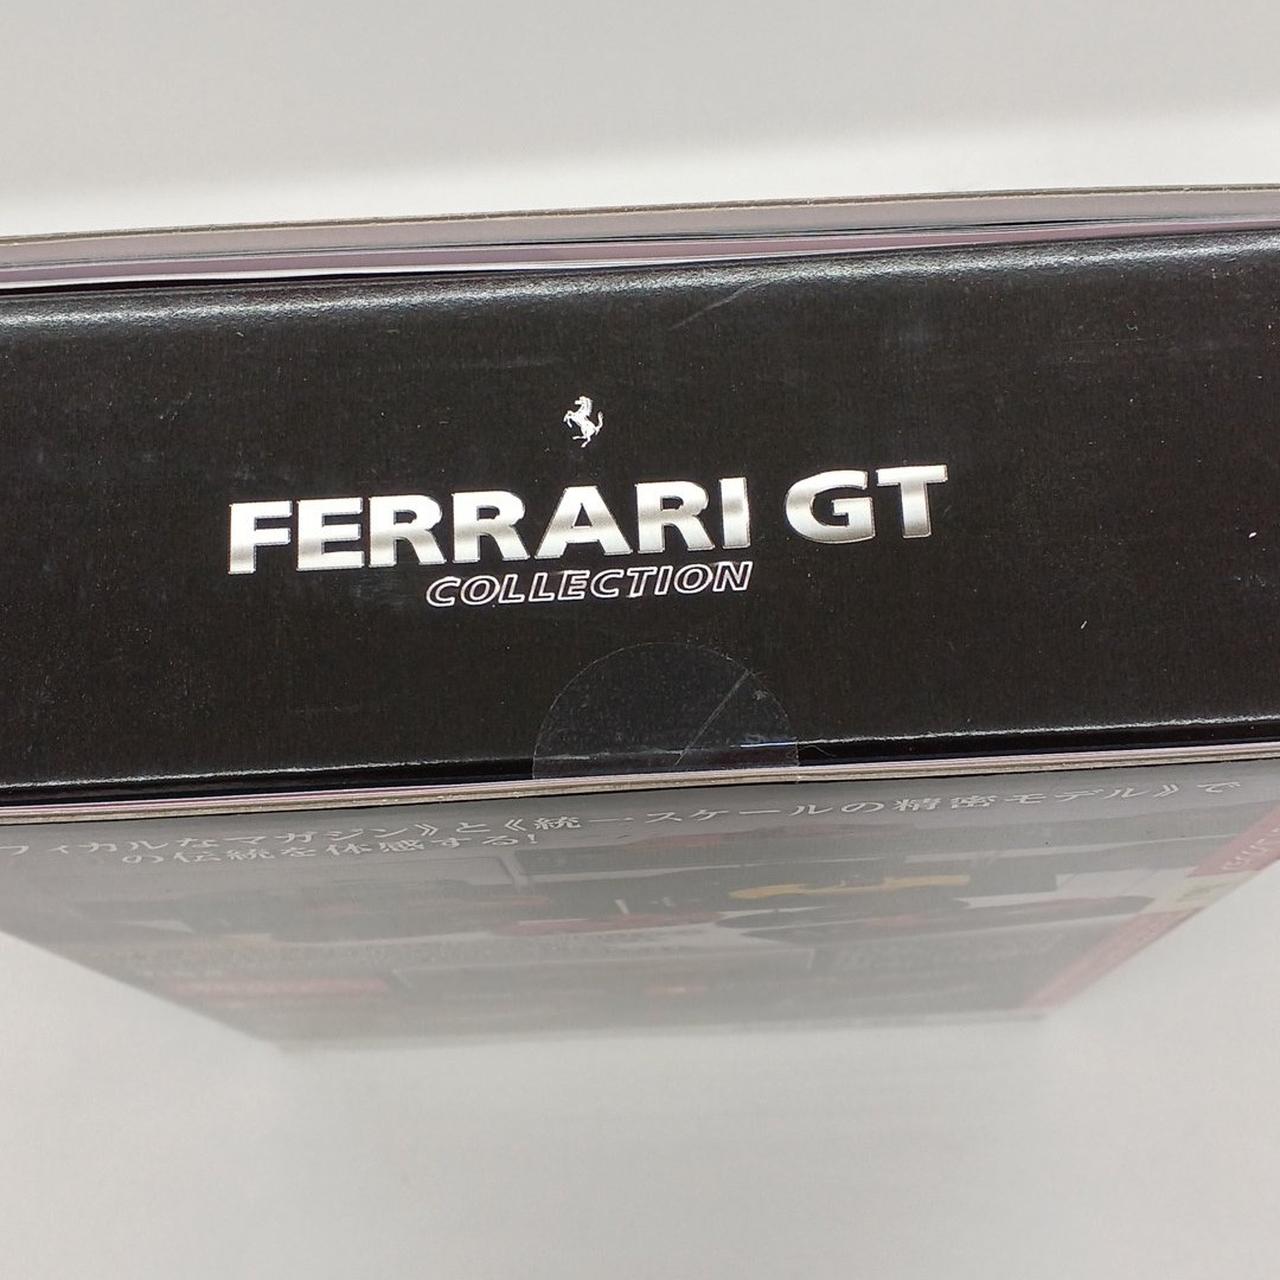 FERRARI GT
COLLECTION
フィカルなマガジン》と《統一スケールの精密モデル》で
の伝統を体感する!